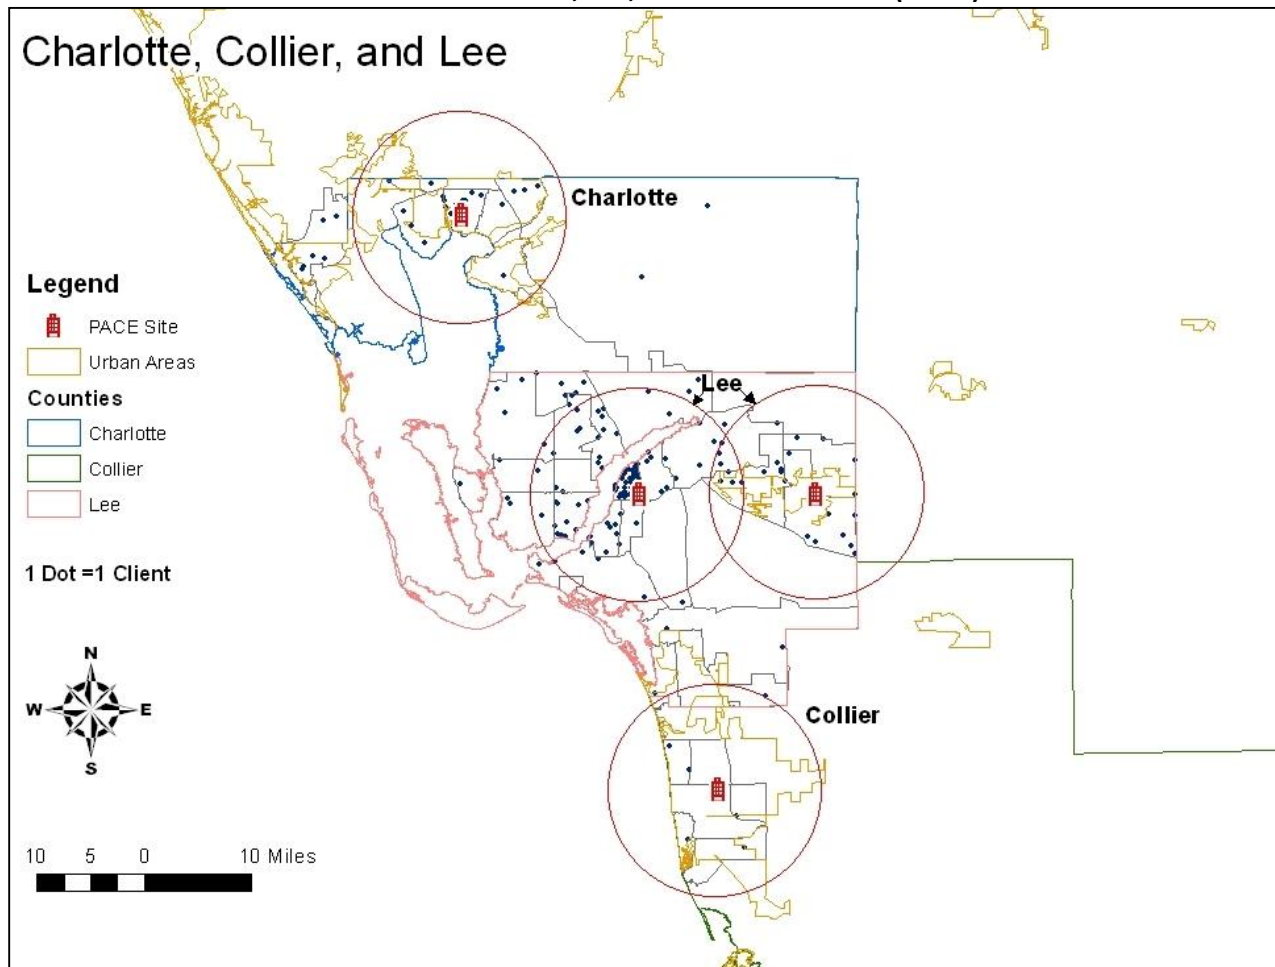 Charlotte, Collier, and Lee
Charlotte
Legend
PACE Site
Urban Areas
Counties
Charlotte
Collier
Lee
Lee
1 Dot =1 Client
N
W E
S
Collier
10 5 0 10 Miles